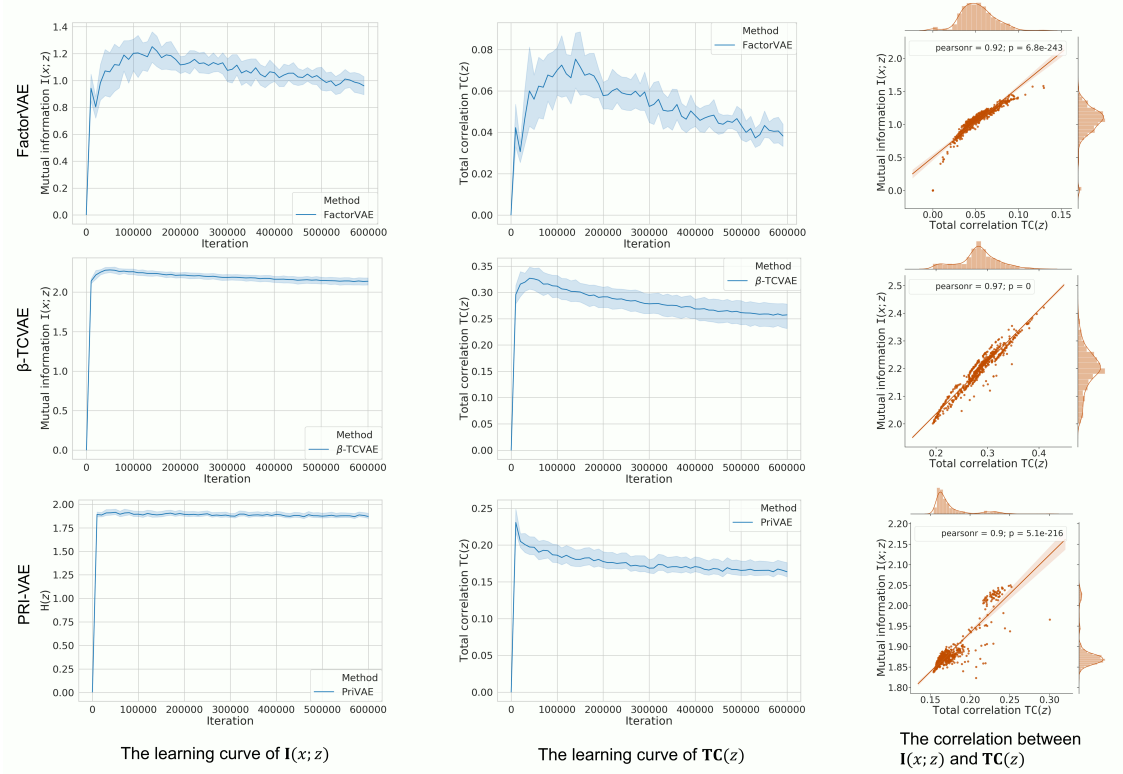 FactorVAE
Mutual information I(x; z)
1.4
1.2
1.0
0.8
0.6
0.4
0.2
0.0
Method
FactorVAE
0 100000 200000 300000 400000 500000 600000
Iteration
Total correlation TC(z)
0.08
0.06
0.04
0.02
0.00
Method
FactorVAE
0 100000 200000 300000 400000 500000 600000
Iteration
pearsonr = 0.92; p = 6.8e-243
Mutual information I(x; z)
2.0
1.5
1.0
0.5
0.0
0.00 0.05 0.10 0.15
Total correlation TC(z)
β-TCVAE
Mutual information I(x; z)
2.0
1.5
1.0
0.5
0.0
Method
β-TCVAE
0 100000 200000 300000 400000 500000 600000
Iteration
Total correlation TC(z)
0.35
0.30
0.25
0.20
0.15
0.10
0.05
0.00
Method
β-TCVAE
0 100000 200000 300000 400000 500000 600000
Iteration
pearsonr = 0.97; p = 0
Mutual information I(x; z)
2.5
2.4
2.3
2.2
2.1
2.0
0.2 0.3 0.4
Total correlation TC(z)
PRI-VAE
H(z)
2.00
1.75
1.50
1.25
1.00
0.75
0.50
0.25
0.00
Method
PriVAE
0 100000 200000 300000 400000 500000 600000
Iteration
Total correlation TC(z)
0.25
0.20
0.15
0.10
0.05
0.00
Method
PriVAE
0 100000 200000 300000 400000 500000 600000
Iteration
pearsonr = 0.9; p = 5.1e-216
Mutual information I(x; z)
2.20
2.15
2.10
2.05
2.00
1.95
1.90
1.85
1.80
0.15 0.20 0.25 0.30
Total correlation TC(z)
The learning curve of I(x; z)
The learning curve of TC(z)
The correlation between
I(x; z) and TC(z)